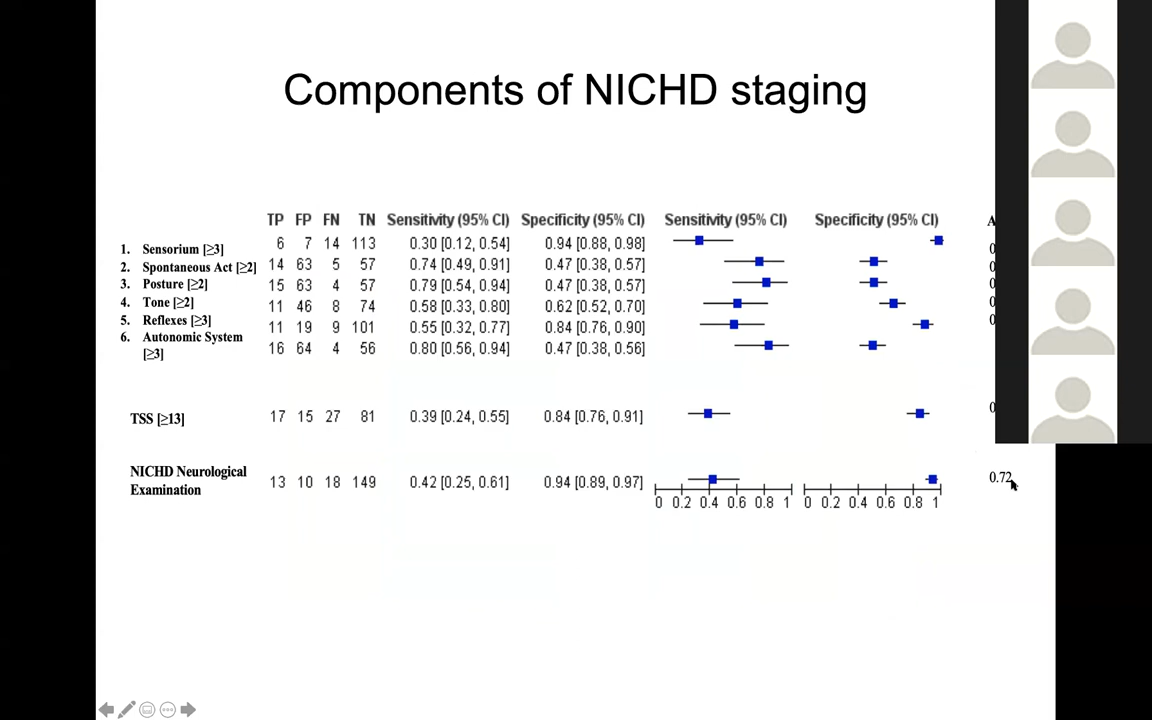 Components of NICHD staging
TP FP FN TN Sensitivity (95% CI) Specificity (95% CI) Sensitivity (95% CI) Specificity (95% CI) A
1. Sensorium [≥3] 6 7 14 113 0.30 [0.12, 0.54] 0.94 [0.88, 0.98] 0
2. Spontaneous Act [≥2] 14 63 5 57 0.74 [0.49, 0.91] 0.47 [0.38, 0.57] 0
3. Posture [≥2] 15 63 4 57 0.79 [0.54, 0.94] 0.47 [0.38, 0.57] 0
4. Tone [≥2] 11 46 8 74 0.58 [0.33, 0.80] 0.62 [0.52, 0.70] 0
5. Reflexes [≥3] 11 19 9 101 0.55 [0.32, 0.77] 0.84 [0.76, 0.90] 0
6. Autonomic System
[≥3] 16 64 4 56 0.80 [0.56, 0.94] 0.47 [0.38, 0.56]
TSS [≥13] 17 15 27 81 0.39 [0.24, 0.55] 0.84 [0.76, 0.91] 0
NICHD Neurological
Examination 13 10 18 149 0.42 [0.25, 0.61] 0.94 [0.89, 0.97] 0.72
0 0.2 0.4 0.6 0.8 1 0 0.2 0.4 0.6 0.8 1